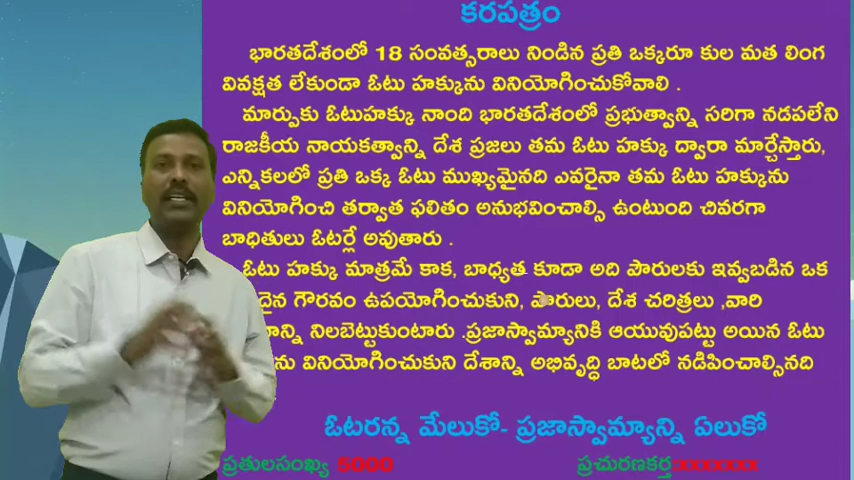 కరపత్రం
భారతదేశంలో 18 సంవత్సరాలు నిండిన ప్రతి ఒక్కరూ కుల మత లింగ
వివక్షత లేకుండా ఓటు హక్కును వినియోగించుకోవాలి .
మార్పుకు ఓటుహక్కు నాంది భారతదేశంలో ప్రభుత్వాన్ని సరిగా నడపలేని
రాజకీయ నాయకత్వాన్ని దేశ ప్రజలు తమ ఓటు హక్కు ద్వారా మార్చేస్తారు,
ఎన్నికలలో ప్రతి ఒక్క ఓటు ముఖ్యమైనది ఎవరైనా తమ ఓటు హక్కును
వినియోగించి తర్వాత ఫలితం అనుభవించాల్సి ఉంటుంది చివరగా
బాధితులు ఓటర్లే అవుతారు .
ఓటు హక్కు మాత్రమే కాక, బాధ్యత కూడా అది పౌరులకు ఇవ్వబడిన ఒక
దైన గౌరవం ఉపయోగించుకుని, పౌరులు, దేశ చరిత్రలు ,వారి
ాన్ని నిలబెట్టుకుంటారు .ప్రజాస్వామ్యానికి ఆయువుపట్టు అయిన ఓటు
ను వినియోగించుకుని దేశాన్ని అభివృద్ధి బాటలో నడిపించాల్సినది
ఓటరన్న మేలుకో- ప్రజాస్వామ్యాన్ని ఏలుకో
ప్రతులసంఖ్య 5000 ప్రచురణకర్త:xxxxxxx